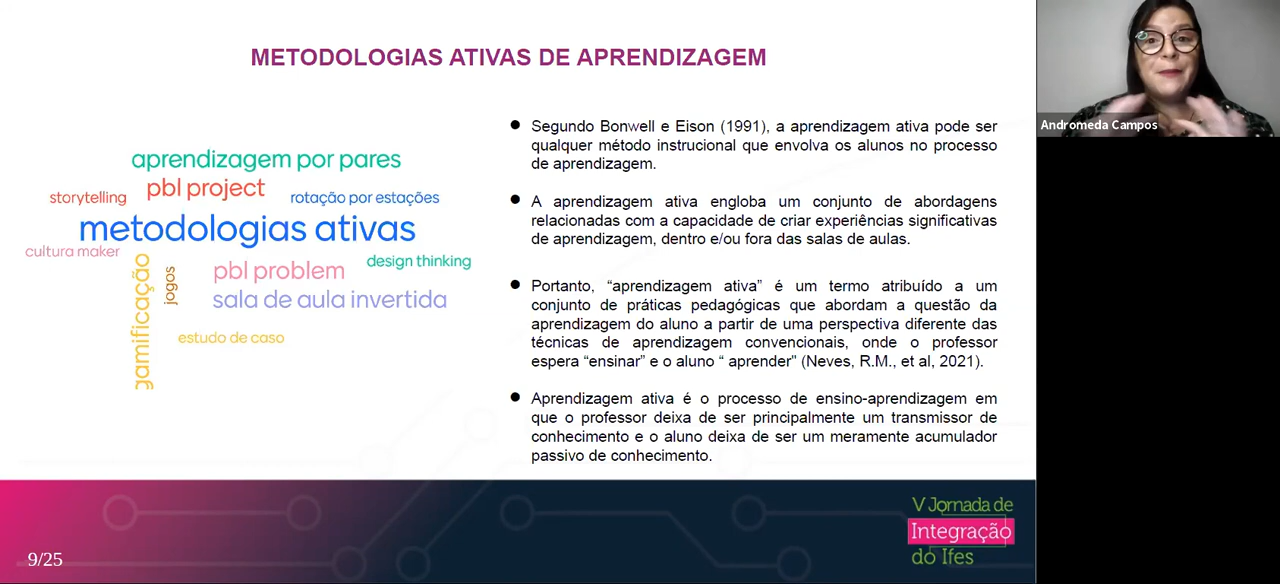 METODOLOGIAS ATIVAS DE APRENDIZAGEM
aprendizagem por pares
storytelling pbl project rotação por estações
metodologias ativas
cultura maker
gamificação
jogos
pbl problem design thinking
sala de aula invertida
estudo de caso
● Segundo Bonwell e Eison (1991), a aprendizagem ativa pode ser
qualquer método instrucional que envolva os alunos no processo
de aprendizagem.
● A aprendizagem ativa engloba um conjunto de abordagens
relacionadas com a capacidade de criar experiências significativas
de aprendizagem, dentro e/ou fora das salas de aulas.
● Portanto, “aprendizagem ativa” é um termo atribuído a um
conjunto de práticas pedagógicas que abordam a questão da
aprendizagem do aluno a partir de uma perspectiva diferente das
técnicas de aprendizagem convencionais, onde o professor
espera “ensinar” e o aluno “ aprender" (Neves, R.M., et al, 2021).
● Aprendizagem ativa é o processo de ensino-aprendizagem em
que o professor deixa de ser principalmente um transmissor de
conhecimento e o aluno deixa de ser um meramente acumulador
passivo de conhecimento.
9/25
V Jornada de
Integração
do Ifes
Andromeda Campos